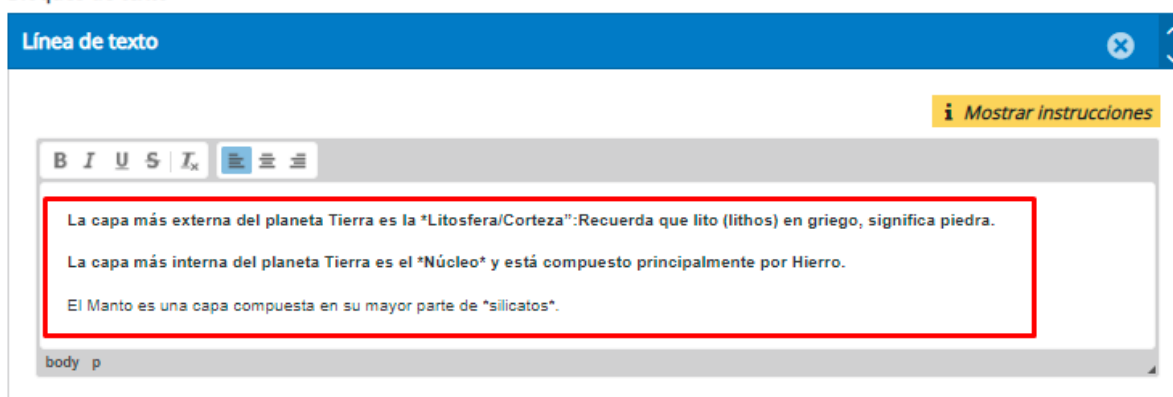 Línea de texto
i Mostrar instrucciones
B I U S Tx
La capa más externa del planeta Tierra es la *Litosfera/Corteza”:Recuerda que lito (lithos) en griego, significa piedra.
La capa más interna del planeta Tierra es el *Núcleo* y está compuesto principalmente por Hierro.
El Manto es una capa compuesta en su mayor parte de *silicatos*.
body p